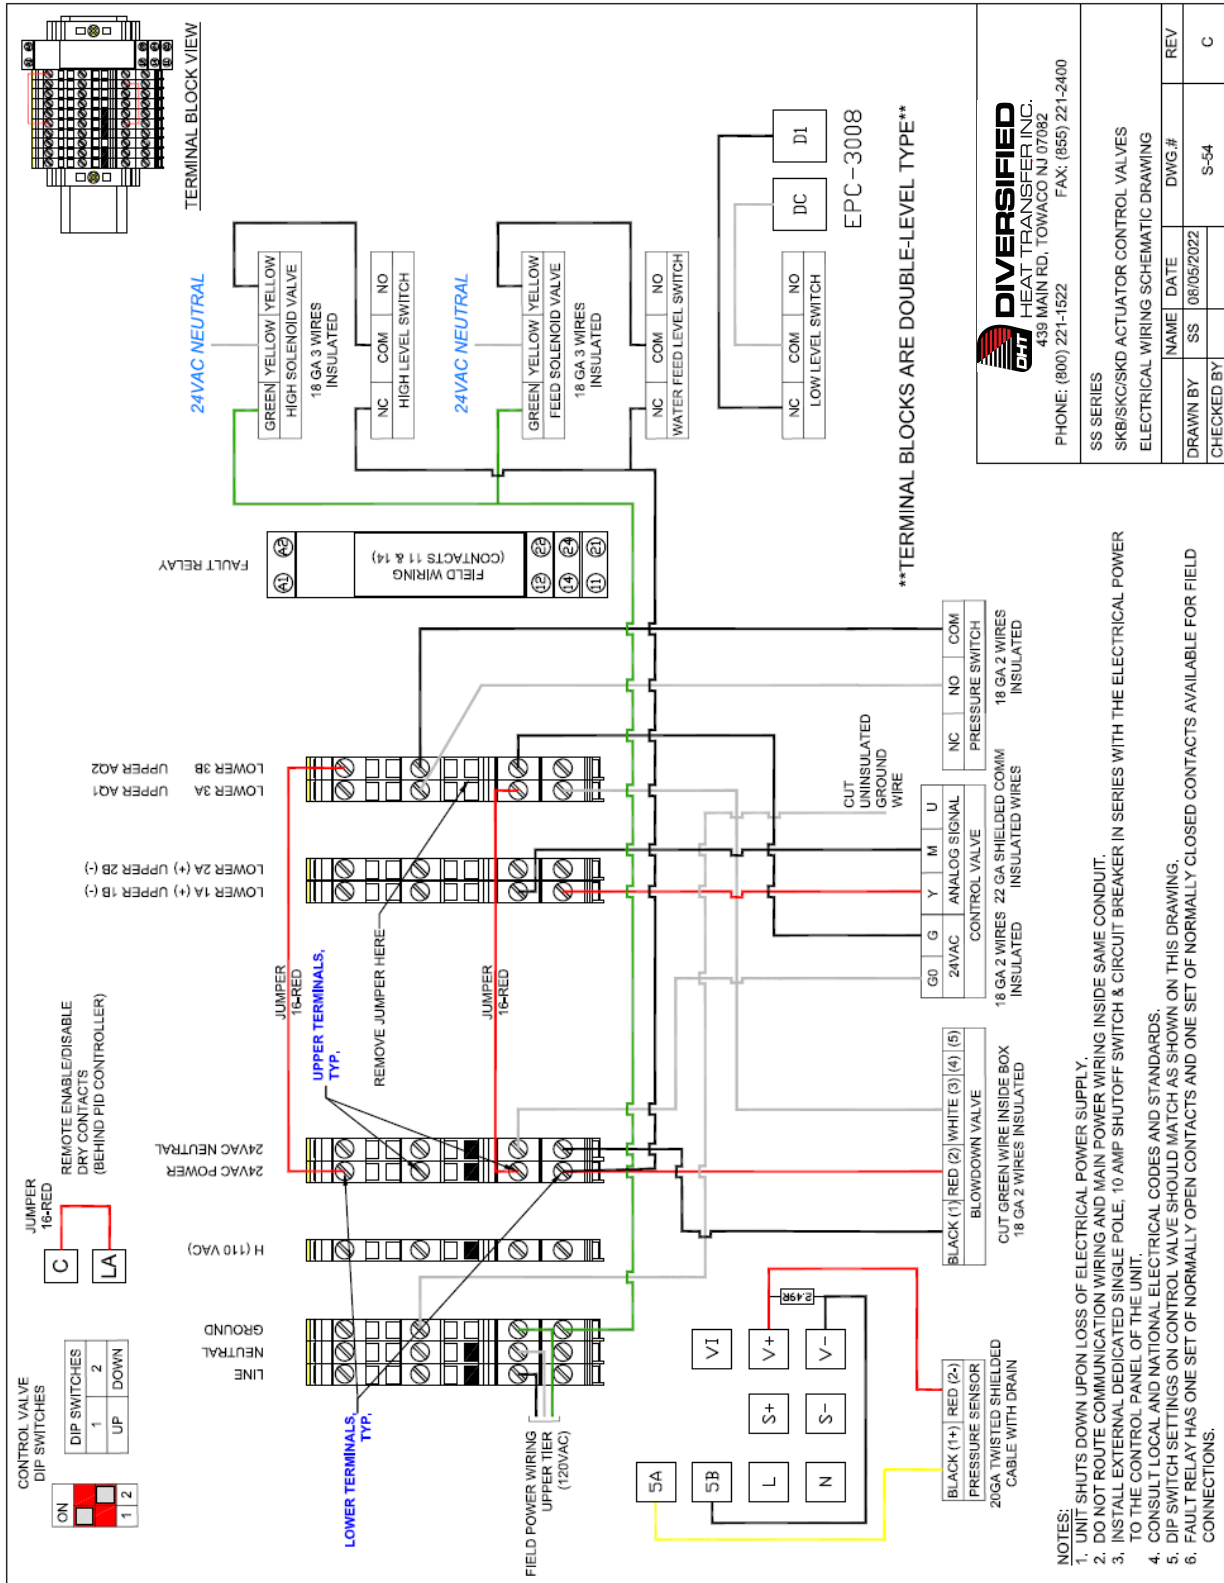 CONTROL VALVE
DIP SWITCHES
ON
1 2
DIP SWITCHES
1 2
UP DOWN
JUMPER
16-RED
C
LA
REMOTE ENABLE/DISABLE
DRY CONTACTS
(BEHIND PID CONTROLLER)
TERMINAL BLOCK VIEW
LOWER TERMINALS,
TYP.
UPPER TERMINALS,
TYP.
LINE
NEUTRAL
GROUND
H (110 VAC)
24VAC POWER
24VAC NEUTRAL
JUMPER
16-RED
REMOVE JUMPER HERE
JUMPER
16-RED
LOWER 1A (+) UPPER 1B (-)
LOWER 2A (+) UPPER 2B (-)
LOWER 3A UPPER AQ1
LOWER 3B UPPER AQ2
FAULT RELAY
A1 A2
FIELD WIRING
(CONTACTS 11 & 14)
12 22
14 24
11 21
24VAC NEUTRAL
GREEN YELLOW YELLOW
HIGH SOLENOID VALVE
18 GA 3 WIRES
INSULATED
NC COM NO
HIGH LEVEL SWITCH
24VAC NEUTRAL
GREEN YELLOW YELLOW
FEED SOLENOID VALVE
18 GA 3 WIRES
INSULATED
NC COM NO
WATER FEED LEVEL SWITCH
NC COM NO
LOW LEVEL SWITCH
DC
D1
EPC-3008
**TERMINAL BLOCKS ARE DOUBLE-LEVEL TYPE**
FIELD POWER WIRING
UPPER TIER
(120VAC)
5A
5B
L
N
S+
S-
VI
V+
V-
2.49R
BLACK (1+) RED (2-)
PRESSURE SENSOR
20GA TWISTED SHIELDED
CABLE WITH DRAIN
BLACK (1) RED (2) WHITE (3) (4) (5)
BLOWDOWN VALVE
CUT GREEN WIRE INSIDE BOX
18 GA 2 WIRES INSULATED
G0 G Y M U
24VAC ANALOG SIGNAL
CONTROL VALVE
18 GA 2 WIRES
INSULATED
22 GA SHIELDED COMM
INSULATED WIRES
CUT
UNINSULATED
GROUND
WIRE
NC NO COM
PRESSURE SWITCH
18 GA 2 WIRES
INSULATED
NOTES:
1. UNIT SHUTS DOWN UPON LOSS OF ELECTRICAL POWER SUPPLY.
2. DO NOT ROUTE COMMUNICATION WIRING AND MAIN POWER WIRING INSIDE SAME CONDUIT.
3. INSTALL EXTERNAL DEDICATED SINGLE POLE, 10 AMP SHUTOFF SWITCH & CIRCUIT BREAKER IN SERIES WITH THE ELECTRICAL POWER
TO THE CONTROL PANEL OF THE UNIT.
4. CONSULT LOCAL AND NATIONAL ELECTRICAL CODES AND STANDARDS.
5. DIP SWITCH SETTINGS ON CONTROL VALVE SHOULD MATCH AS SHOWN ON THIS DRAWING.
6. FAULT RELAY HAS ONE SET OF NORMALLY OPEN CONTACTS AND ONE SET OF NORMALLY CLOSED CONTACTS AVAILABLE FOR FIELD
CONNECTIONS.
DHT DIVERSIFIED
HEAT TRANSFER INC.
439 MAIN RD, TOWACO NJ 07082
PHONE: (800) 221-1522 FAX: (855) 221-2400
SS SERIES
SKB/SKC/SKD ACTUATOR CONTROL VALVES
ELECTRICAL WIRING SCHEMATIC DRAWING
NAME DATE DWG.# REV
DRAWN BY SS 08/05/2022 S-54 C
CHECKED BY